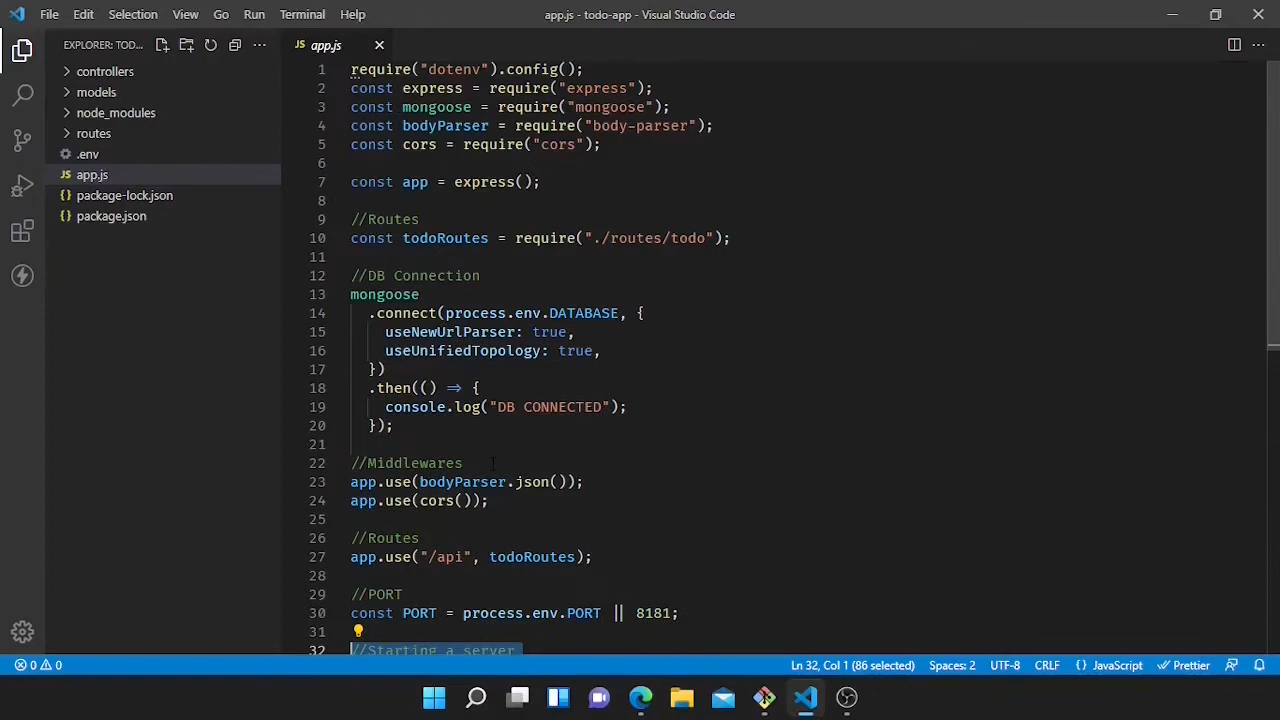 File Edit Selection View Go Run Terminal Help
app.js - todo-app - Visual Studio Code
EXPLORER: TOD...
controllers
models
node_modules
routes
.env
JS app.js
{} package-lock.json
{} package.json
JS app.js
1 require("dotenv").config();
2 const express = require("express");
3 const mongoose = require("mongoose");
4 const bodyParser = require("body-parser");
5 const cors = require("cors");
6
7 const app = express();
8
9 //Routes
10 const todoRoutes = require("./routes/todo");
11
12 //DB Connection
13 mongoose
14 .connect(process.env.DATABASE, {
15 useNewUrlParser: true,
16 useUnifiedTopology: true,
17 })
18 .then(() => {
19 console.log("DB CONNECTED");
20 });
21
22 //Middlewares
23 app.use(bodyParser.json());
24 app.use(cors());
25
26 //Routes
27 app.use("/api", todoRoutes);
28
29 //PORT
30 const PORT = process.env.PORT || 8181;
31
32 //Starting a server
0 0 Ln 32, Col 1 (86 selected) Spaces: 2 UTF-8 CRLF {} JavaScript Prettier